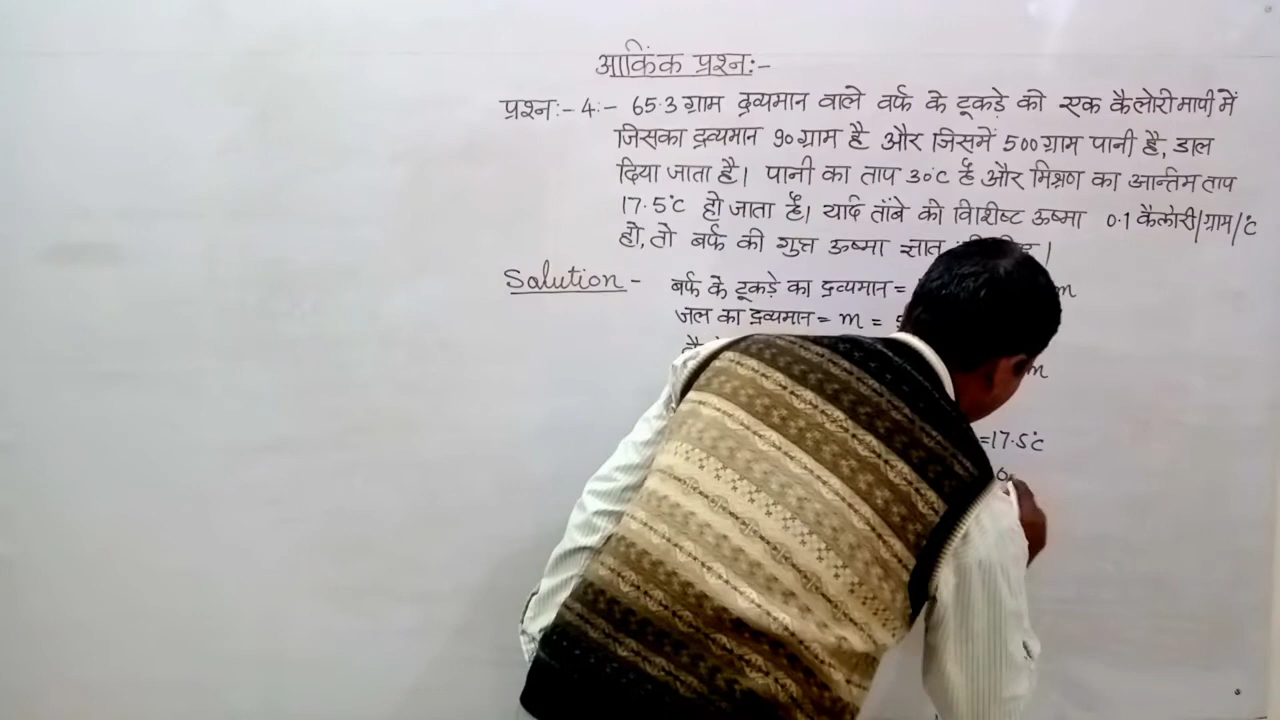 आकिंक प्रश्न:-
प्रश्न:- 4:- 65.3 ग्राम द्रव्यमान वाले वर्फ के टूकड़े को एक कैलोरीमापी में
जिसका द्रव्यमान 90 ग्राम है और जिसमें 500 ग्राम पानी है, डाल
दिया जाता है। पानी का ताप 30°C है और मिश्रण का अन्तिम ताप
17.5°C हो जाता है। यदि तांबे की विशिष्ट ऊष्मा 0.1 कैलोरी/ग्राम/°C
हो, तो बर्फ की गुप्त ऊष्मा ज्ञात
Solution - बर्फ के टूकड़े का द्रव्यमान = m
जल का द्रव्यमान = m =
m
=17.5°C